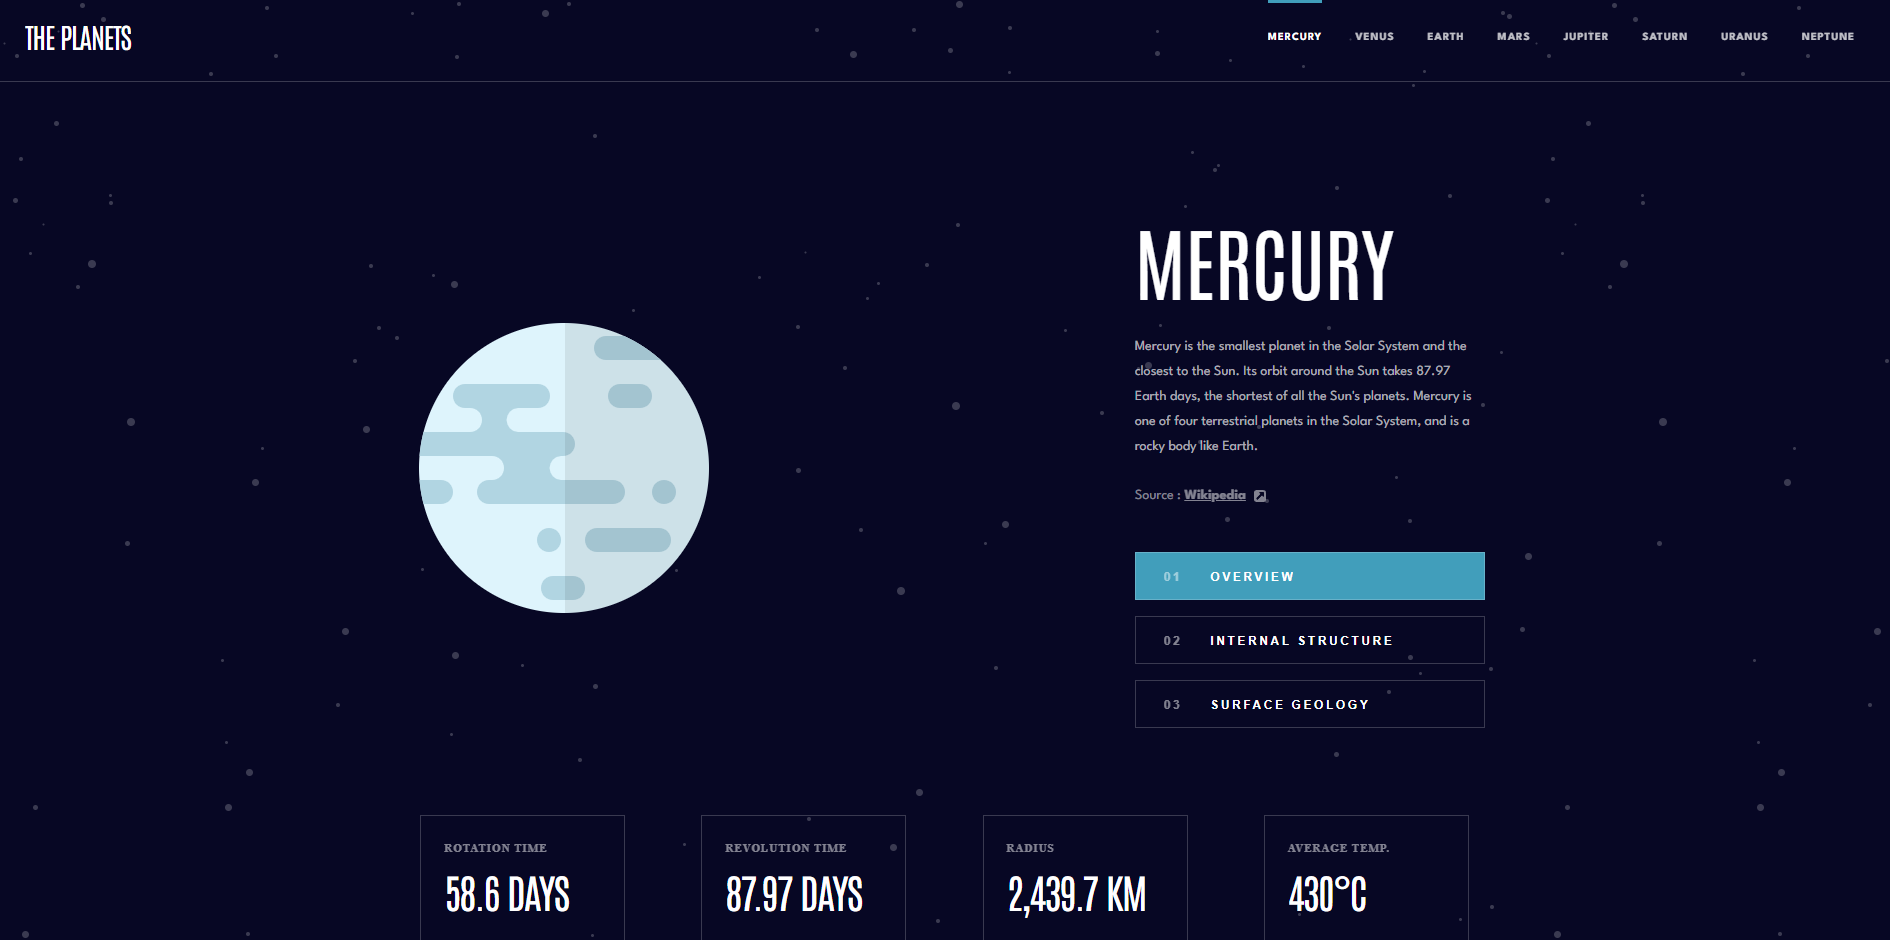 THE PLANETS
MERCURY VENUS EARTH MARS JUPITER SATURN URANUS NEPTUNE
MERCURY
Mercury is the smallest planet in the Solar System and the
closest to the Sun. Its orbit around the Sun takes 87.97
Earth days, the shortest of all the Sun's planets. Mercury is
one of four terrestrial planets in the Solar System, and is a
rocky body like Earth.
Source : Wikipedia
01 OVERVIEW
02 INTERNAL STRUCTURE
03 SURFACE GEOLOGY
ROTATION TIME
58.6 DAYS
REVOLUTION TIME
87.97 DAYS
RADIUS
2,439.7 KM
AVERAGE TEMP.
430°C